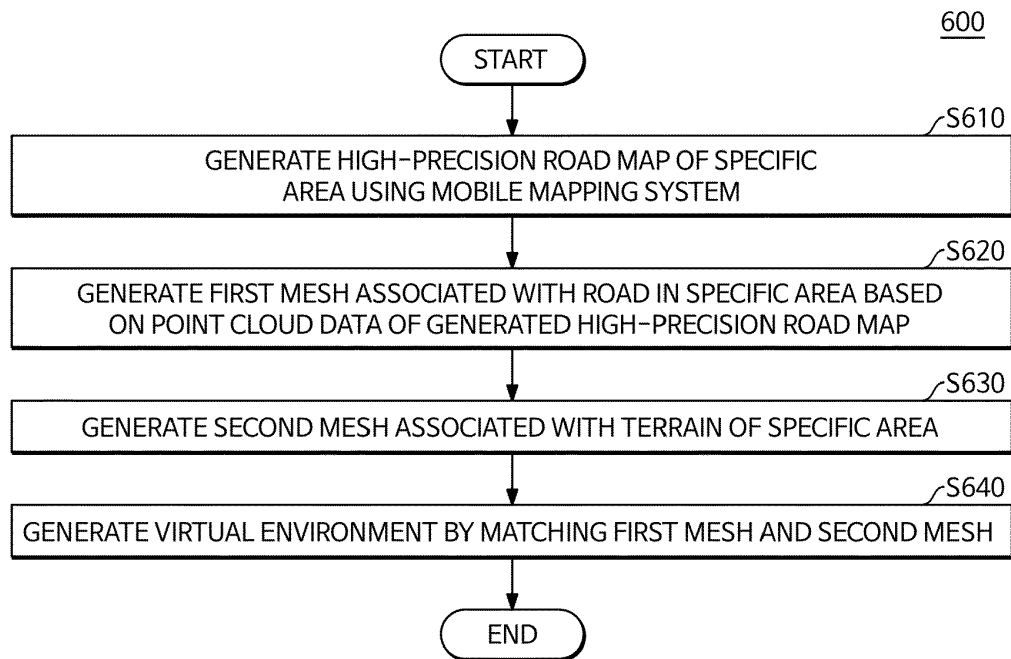 600
START
S610
GENERATE HIGH-PRECISION ROAD MAP OF SPECIFIC
AREA USING MOBILE MAPPING SYSTEM
S620
GENERATE FIRST MESH ASSOCIATED WITH ROAD IN SPECIFIC AREA BASED
ON POINT CLOUD DATA OF GENERATED HIGH-PRECISION ROAD MAP
S630
GENERATE SECOND MESH ASSOCIATED WITH TERRAIN OF SPECIFIC AREA
S640
GENERATE VIRTUAL ENVIRONMENT BY MATCHING FIRST MESH AND SECOND MESH
END